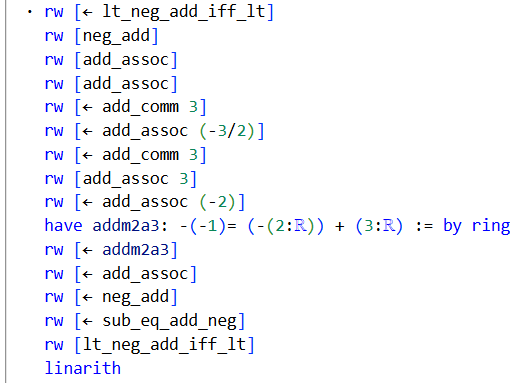 · rw [← lt_neg_add_iff_lt]
rw [neg_add]
rw [add_assoc]
rw [add_assoc]
rw [← add_comm 3]
rw [← add_assoc (-3/2)]
rw [← add_comm 3]
rw [add_assoc 3]
rw [← add_assoc (-2)]
have addm2a3: -(-1)= (-(2:ℝ)) + (3:ℝ) := by ring
rw [← addm2a3]
rw [← add_assoc]
rw [← neg_add]
rw [← sub_eq_add_neg]
rw [lt_neg_add_iff_lt]
linarith